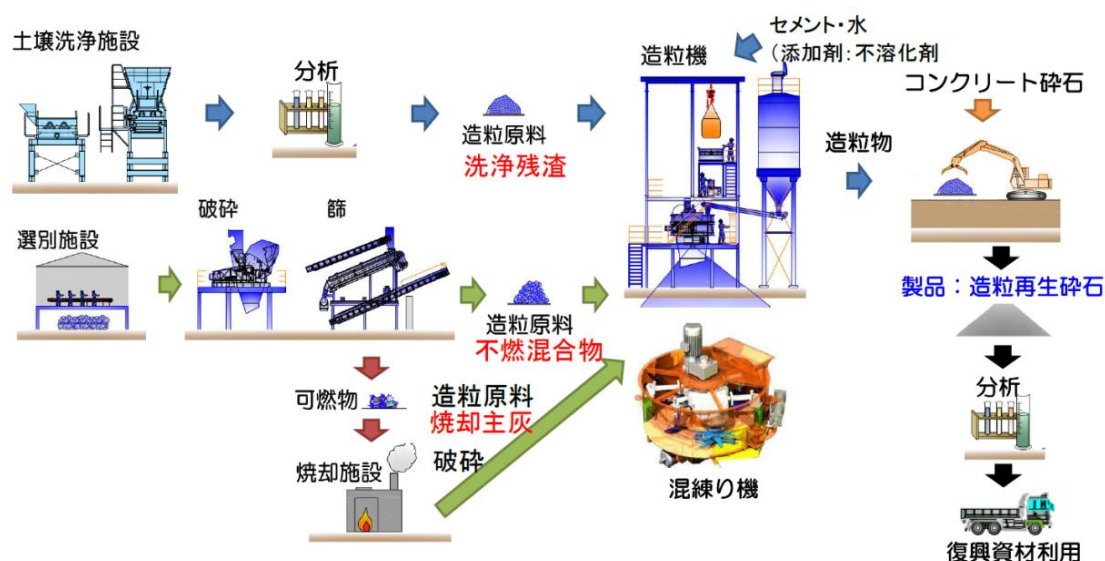 土壌洗浄施設
分析
造粒原料
洗浄残渣
造粒機
セメント・水
（添加剤：不溶化剤
造粒物
コンクリート砕石
選別施設
破砕
篩
造粒原料
不燃混合物
可燃物
造粒原料
焼却主灰
焼却施設
破砕
混練り機
製品：造粒再生砕石
分析
復興資材利用